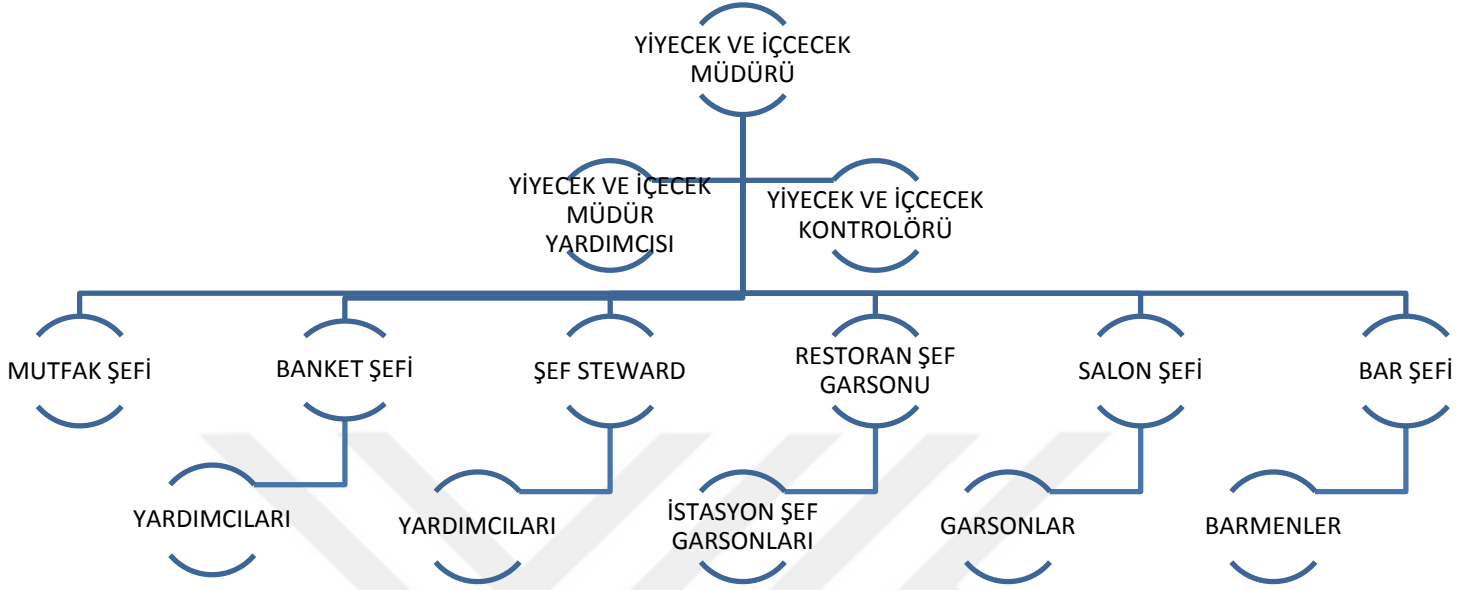 YİYECEK VE İÇCECEK
MÜDÜRÜ
YİYECEK VE İÇECEK
MÜDÜR
YARDIMCISI
YİYECEK VE İÇCECEK
KONTROLÖRÜ
MUTFAK ŞEFİ
BANKET ŞEFİ
ŞEF STEWARD
RESTORAN ŞEF
GARSONU
SALON ŞEFİ
BAR ŞEFİ
YARDIMCILARI
YARDIMCILARI
İSTASYON ŞEF
GARSONLARI
GARSONLAR
BARMENLER